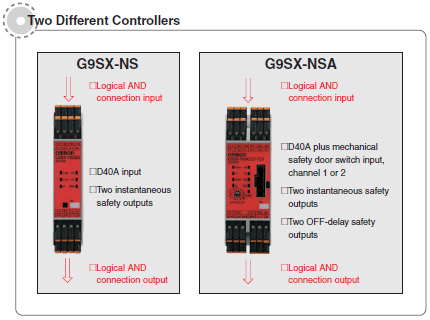 Two Different Controllers
G9SX-NS
□Logical AND
connection input
OMRON
□D40A input
□Two instantaneous
safety outputs
□Logical AND
connection output
G9SX-NSA
□Logical AND
connection input
OMRON
□D40A plus mechanical
safety door switch input,
channel 1 or 2
□Two instantaneous safety
outputs
□Two OFF-delay safety
outputs
□Logical AND
connection output